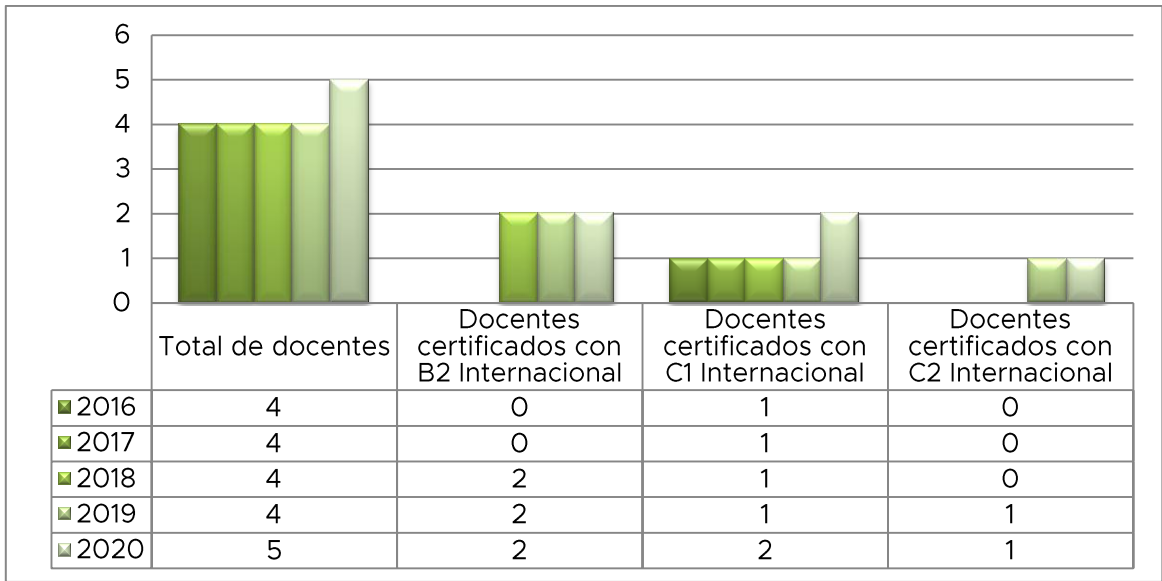 6
5
4
3
2
1
0
Total de docentes
Docentes certificados con B2 Internacional
Docentes certificados con C1 Internacional
Docentes certificados con C2 Internacional
2016 4 0 1 0
2017 4 0 1 0
2018 4 2 1 0
2019 4 2 1 1
2020 5 2 2 1